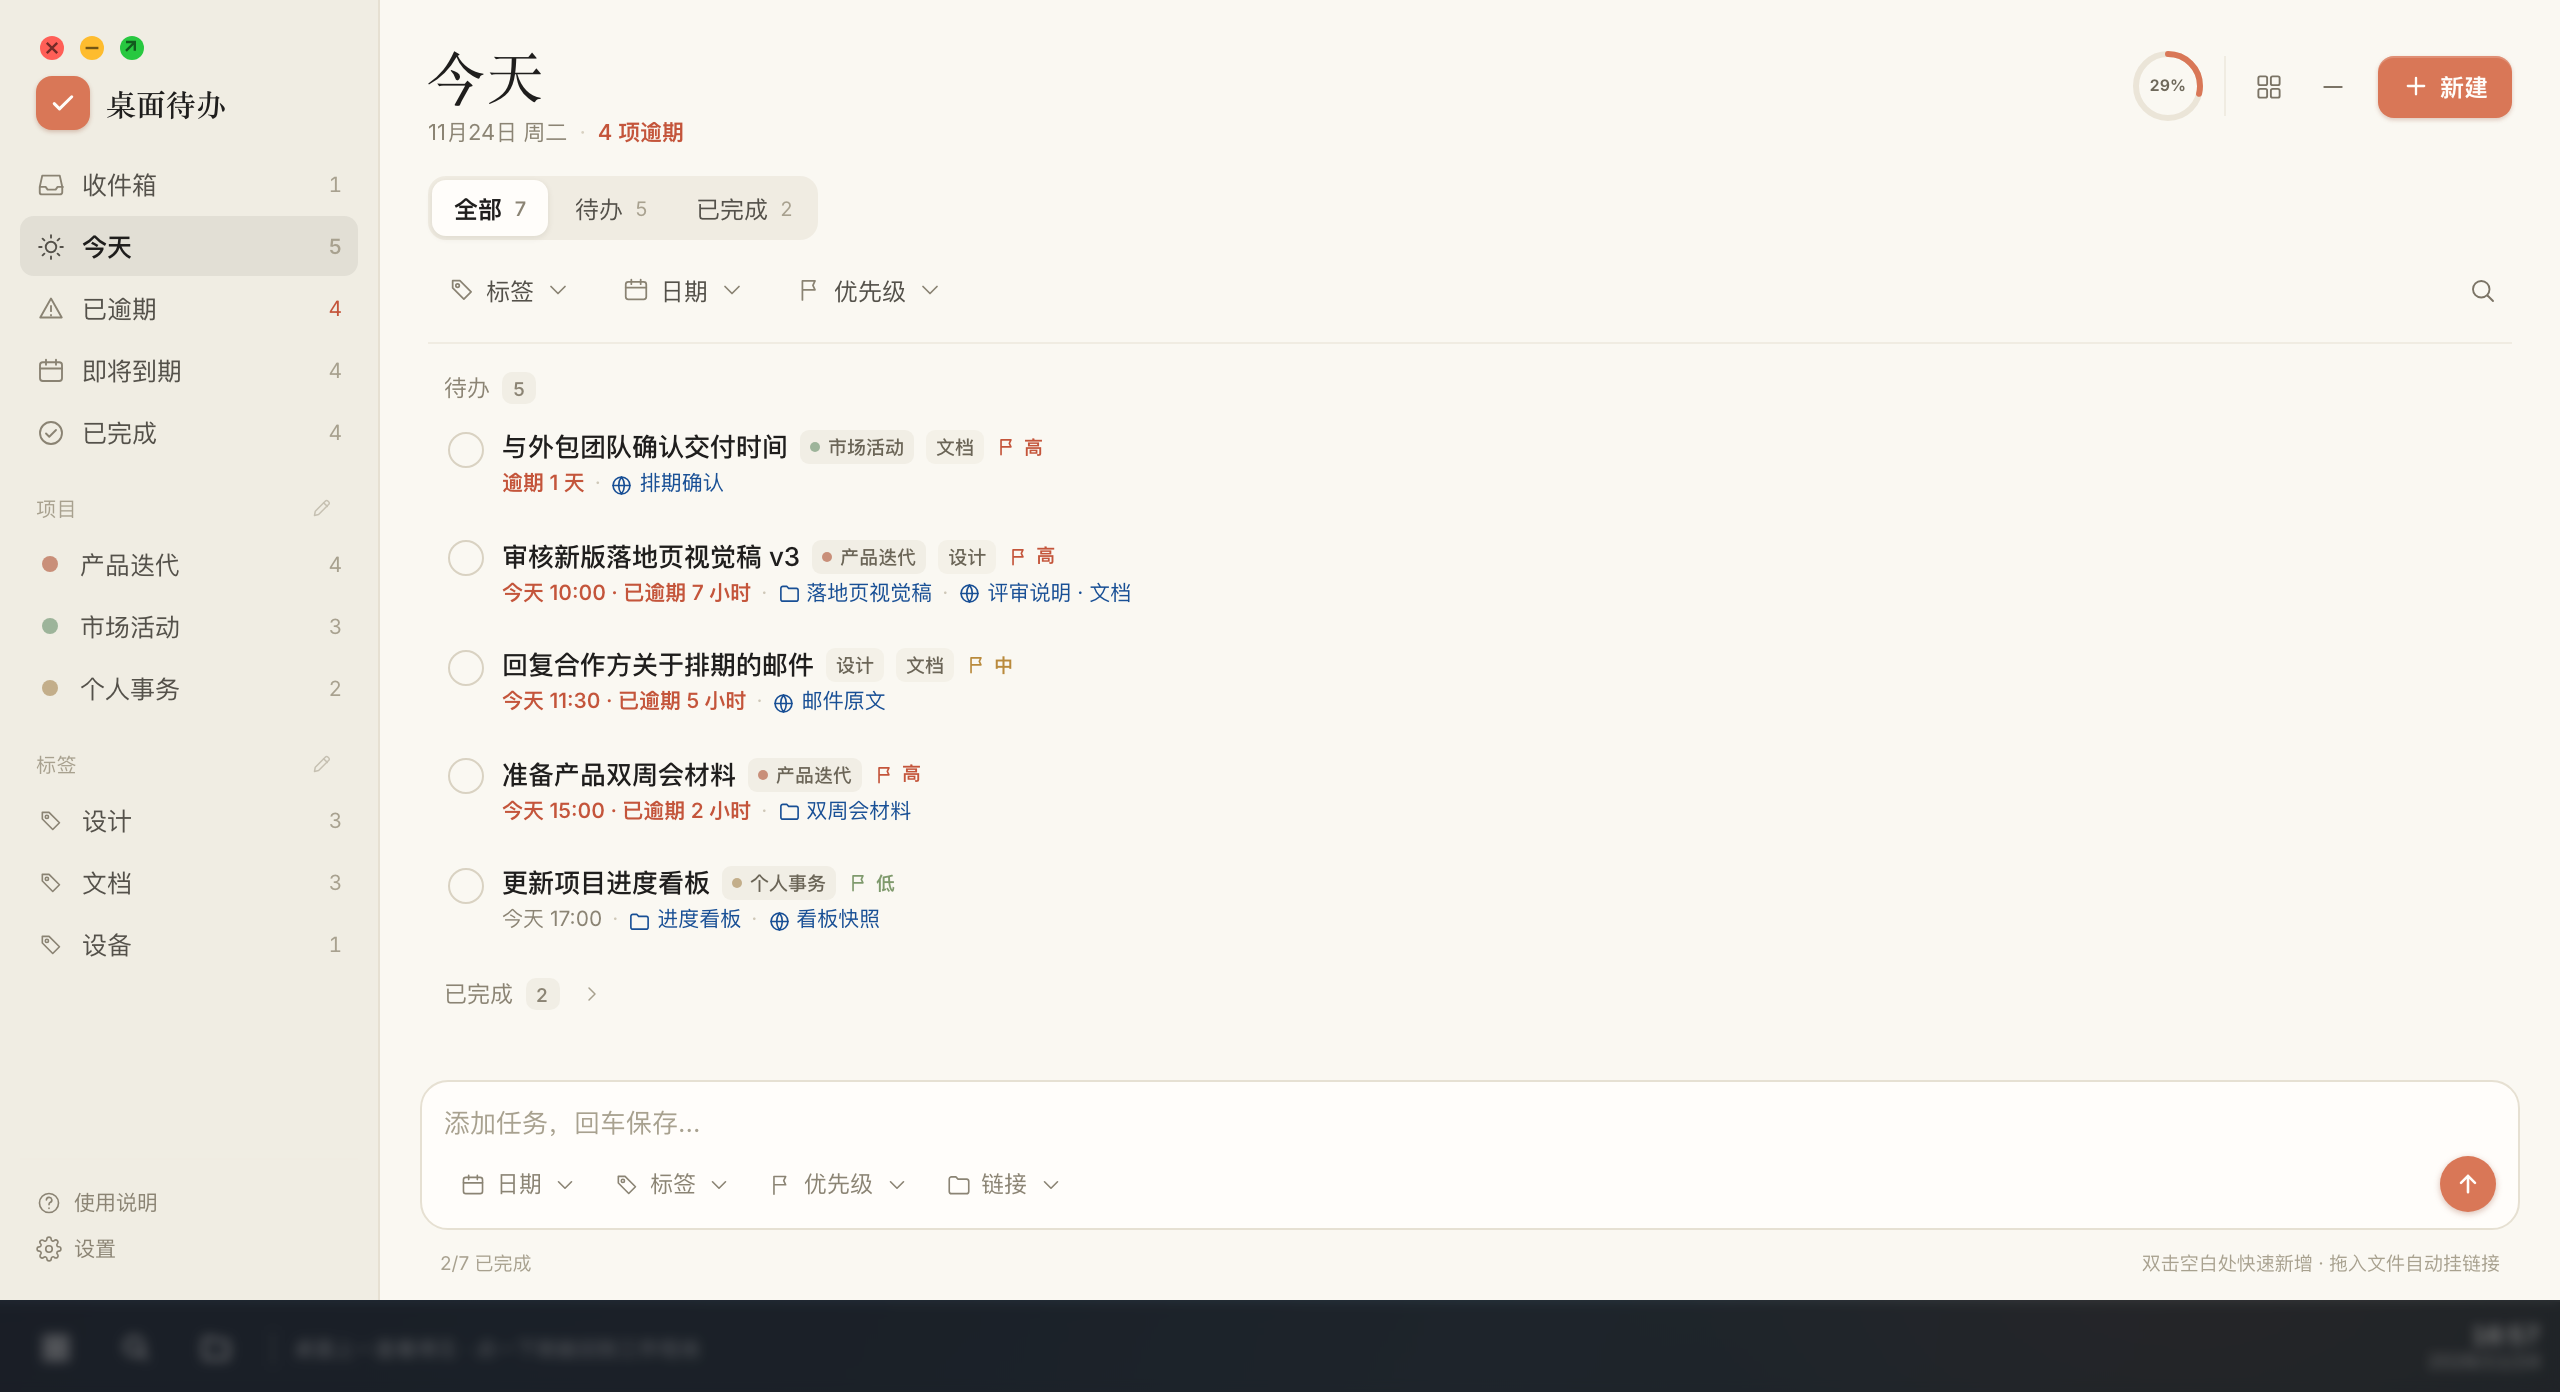 桌面待办
收件箱 1
今天 5
已逾期 4
即将到期 4
已完成 4
项目
产品迭代 4
市场活动 3
个人事务 2
标签
设计 3
文档 3
设备 1
使用说明
设置
今天
11月24日 周二 · 4 项逾期
29%
新建
全部 7 待办 5 已完成 2
标签 日期 优先级
待办 5
与外包团队确认交付时间 市场活动 文档 高
逾期 1 天 · 排期确认
审核新版落地页视觉稿 v3 产品迭代 设计 高
今天 10:00 · 已逾期 7 小时 · 落地页视觉稿 · 评审说明 · 文档
回复合作方关于排期的邮件 设计 文档 中
今天 11:30 · 已逾期 5 小时 · 邮件原文
准备产品双周会材料 产品迭代 高
今天 15:00 · 已逾期 2 小时 · 双周会材料
更新项目进度看板 个人事务 低
今天 17:00 · 进度看板 · 看板快照
已完成 2
添加任务，回车保存...
日期 标签 优先级 链接
2/7 已完成
双击空白处快速新增 · 拖入文件自动挂链接